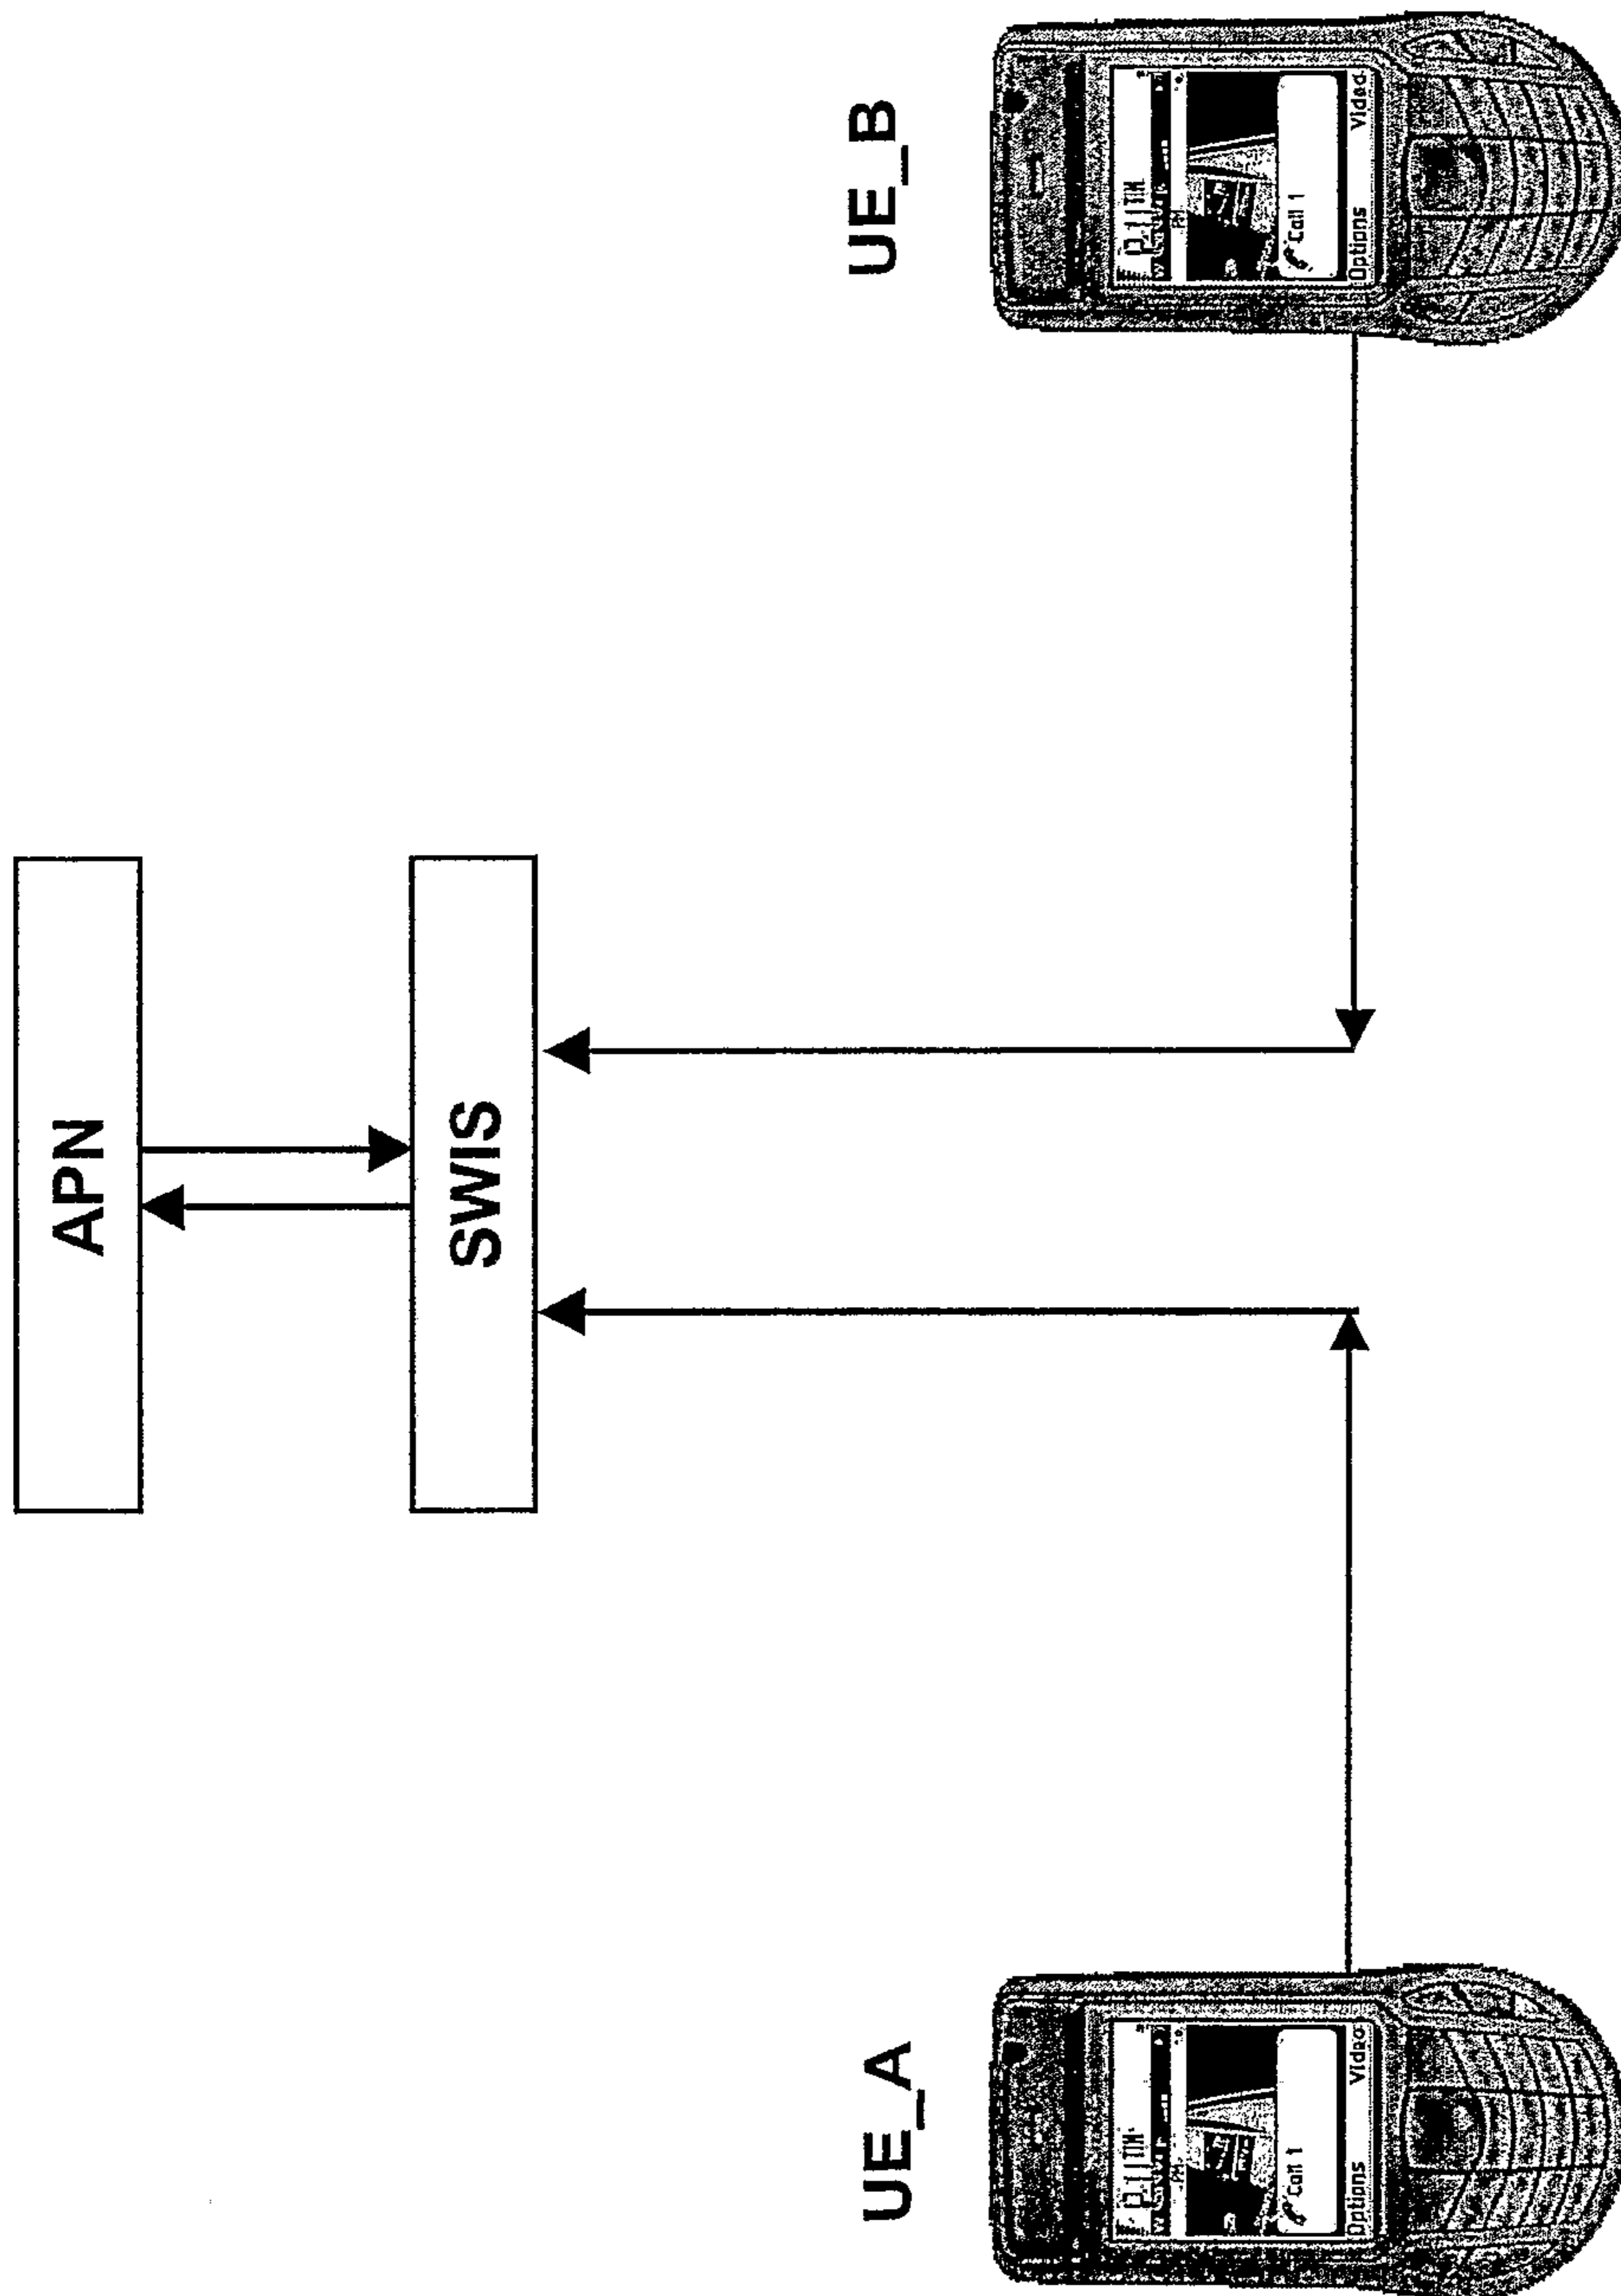 APN
SWIS
UE_A
UE_B
Call 1
Options Video
Call 1
Options Video